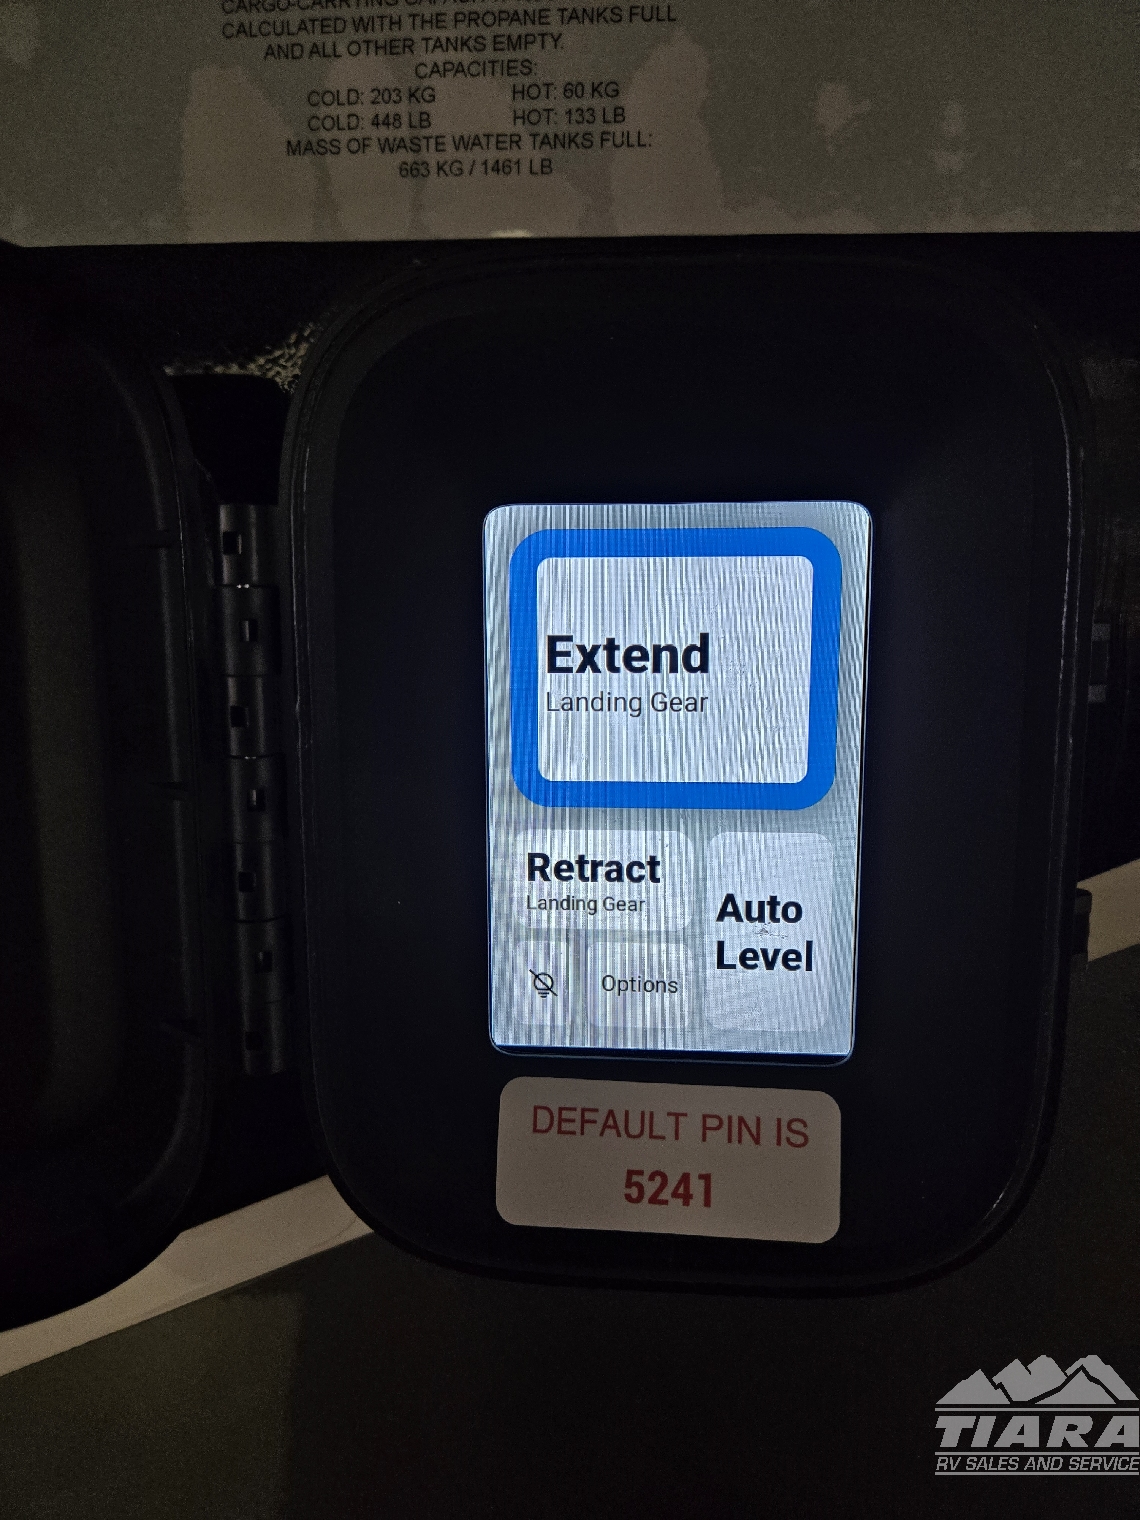 CARGO-CARRYING
CALCULATED WITH THE PROPANE TANKS FULL
AND ALL OTHER TANKS EMPTY.
CAPACITIES:
COLD: 203 KG HOT: 60 KG
COLD: 448 LB HOT: 133 LB
MASS OF WASTE WATER TANKS FULL:
663 KG / 1461 LB
Extend
Landing Gear
Retract
Landing Gear
Auto
Level
Options
DEFAULT PIN IS
5241
TIARA
RV SALES AND SERVICE